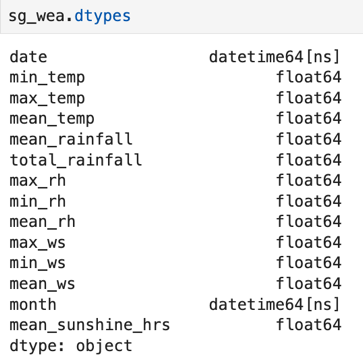 sg_wea.dtypes
date datetime64[ns]
min_temp float64
max_temp float64
mean_temp float64
mean_rainfall float64
total_rainfall float64
max_rh float64
min_rh float64
mean_rh float64
max_ws float64
min_ws float64
mean_ws float64
month datetime64[ns]
mean_sunshine_hrs float64
dtype: object